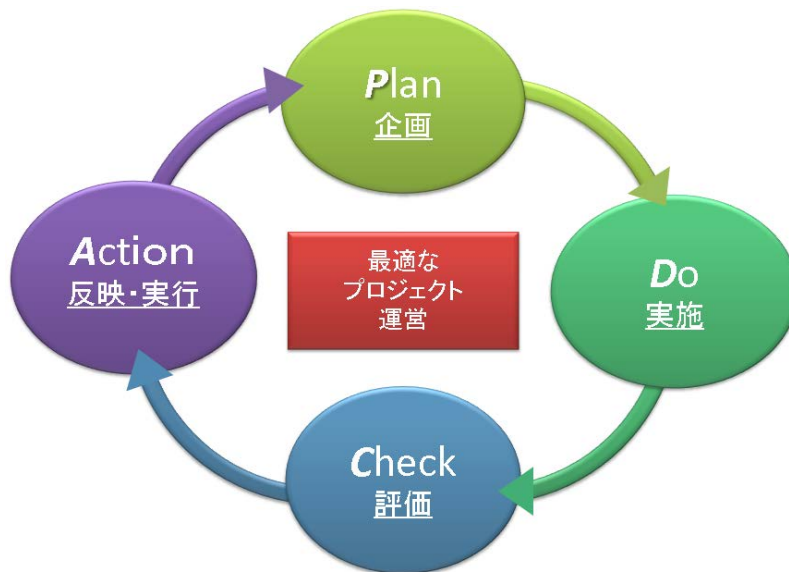 Plan
企画
Do
実施
Check
評価
Action
反映・実行
最適な
プロジェクト
運営